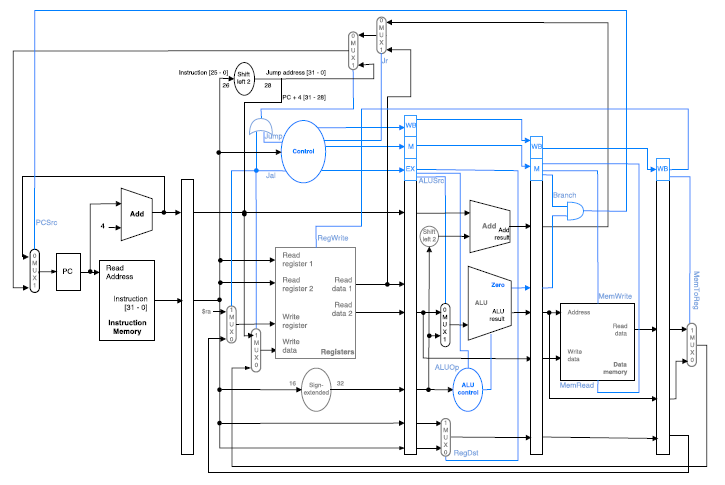 0
M
U
X
1
0
M
U
X
1
Jr
Instruction [25 - 0]
26
Shift
left 2
Jump address [31 - 0]
28
PC + 4 [31 - 28]
Jump
Control
Jal
WB
M
EX
WB
M
WB
ALUSrc
Branch
PCSrc
Add
4
0
M
U
X
1
PC
Read
Address
Instruction
[31 - 0]
Instruction
Memory
RegWrite
Read
register 1
Read
register 2
Write
register
Write
data
Read
data 1
Read
data 2
Registers
$ra
1
M
U
X
0
1
M
U
X
0
16
Sign-
extended
32
Shift
left 2
Add
Add
result
Zero
ALU
ALU
result
0
M
U
X
1
ALUOp
ALU
control
1
M
U
X
0
RegDst
MemWrite
Address
Read
data
Write
data
Data
memory
MemRead
MemToReg
1
M
U
X
0